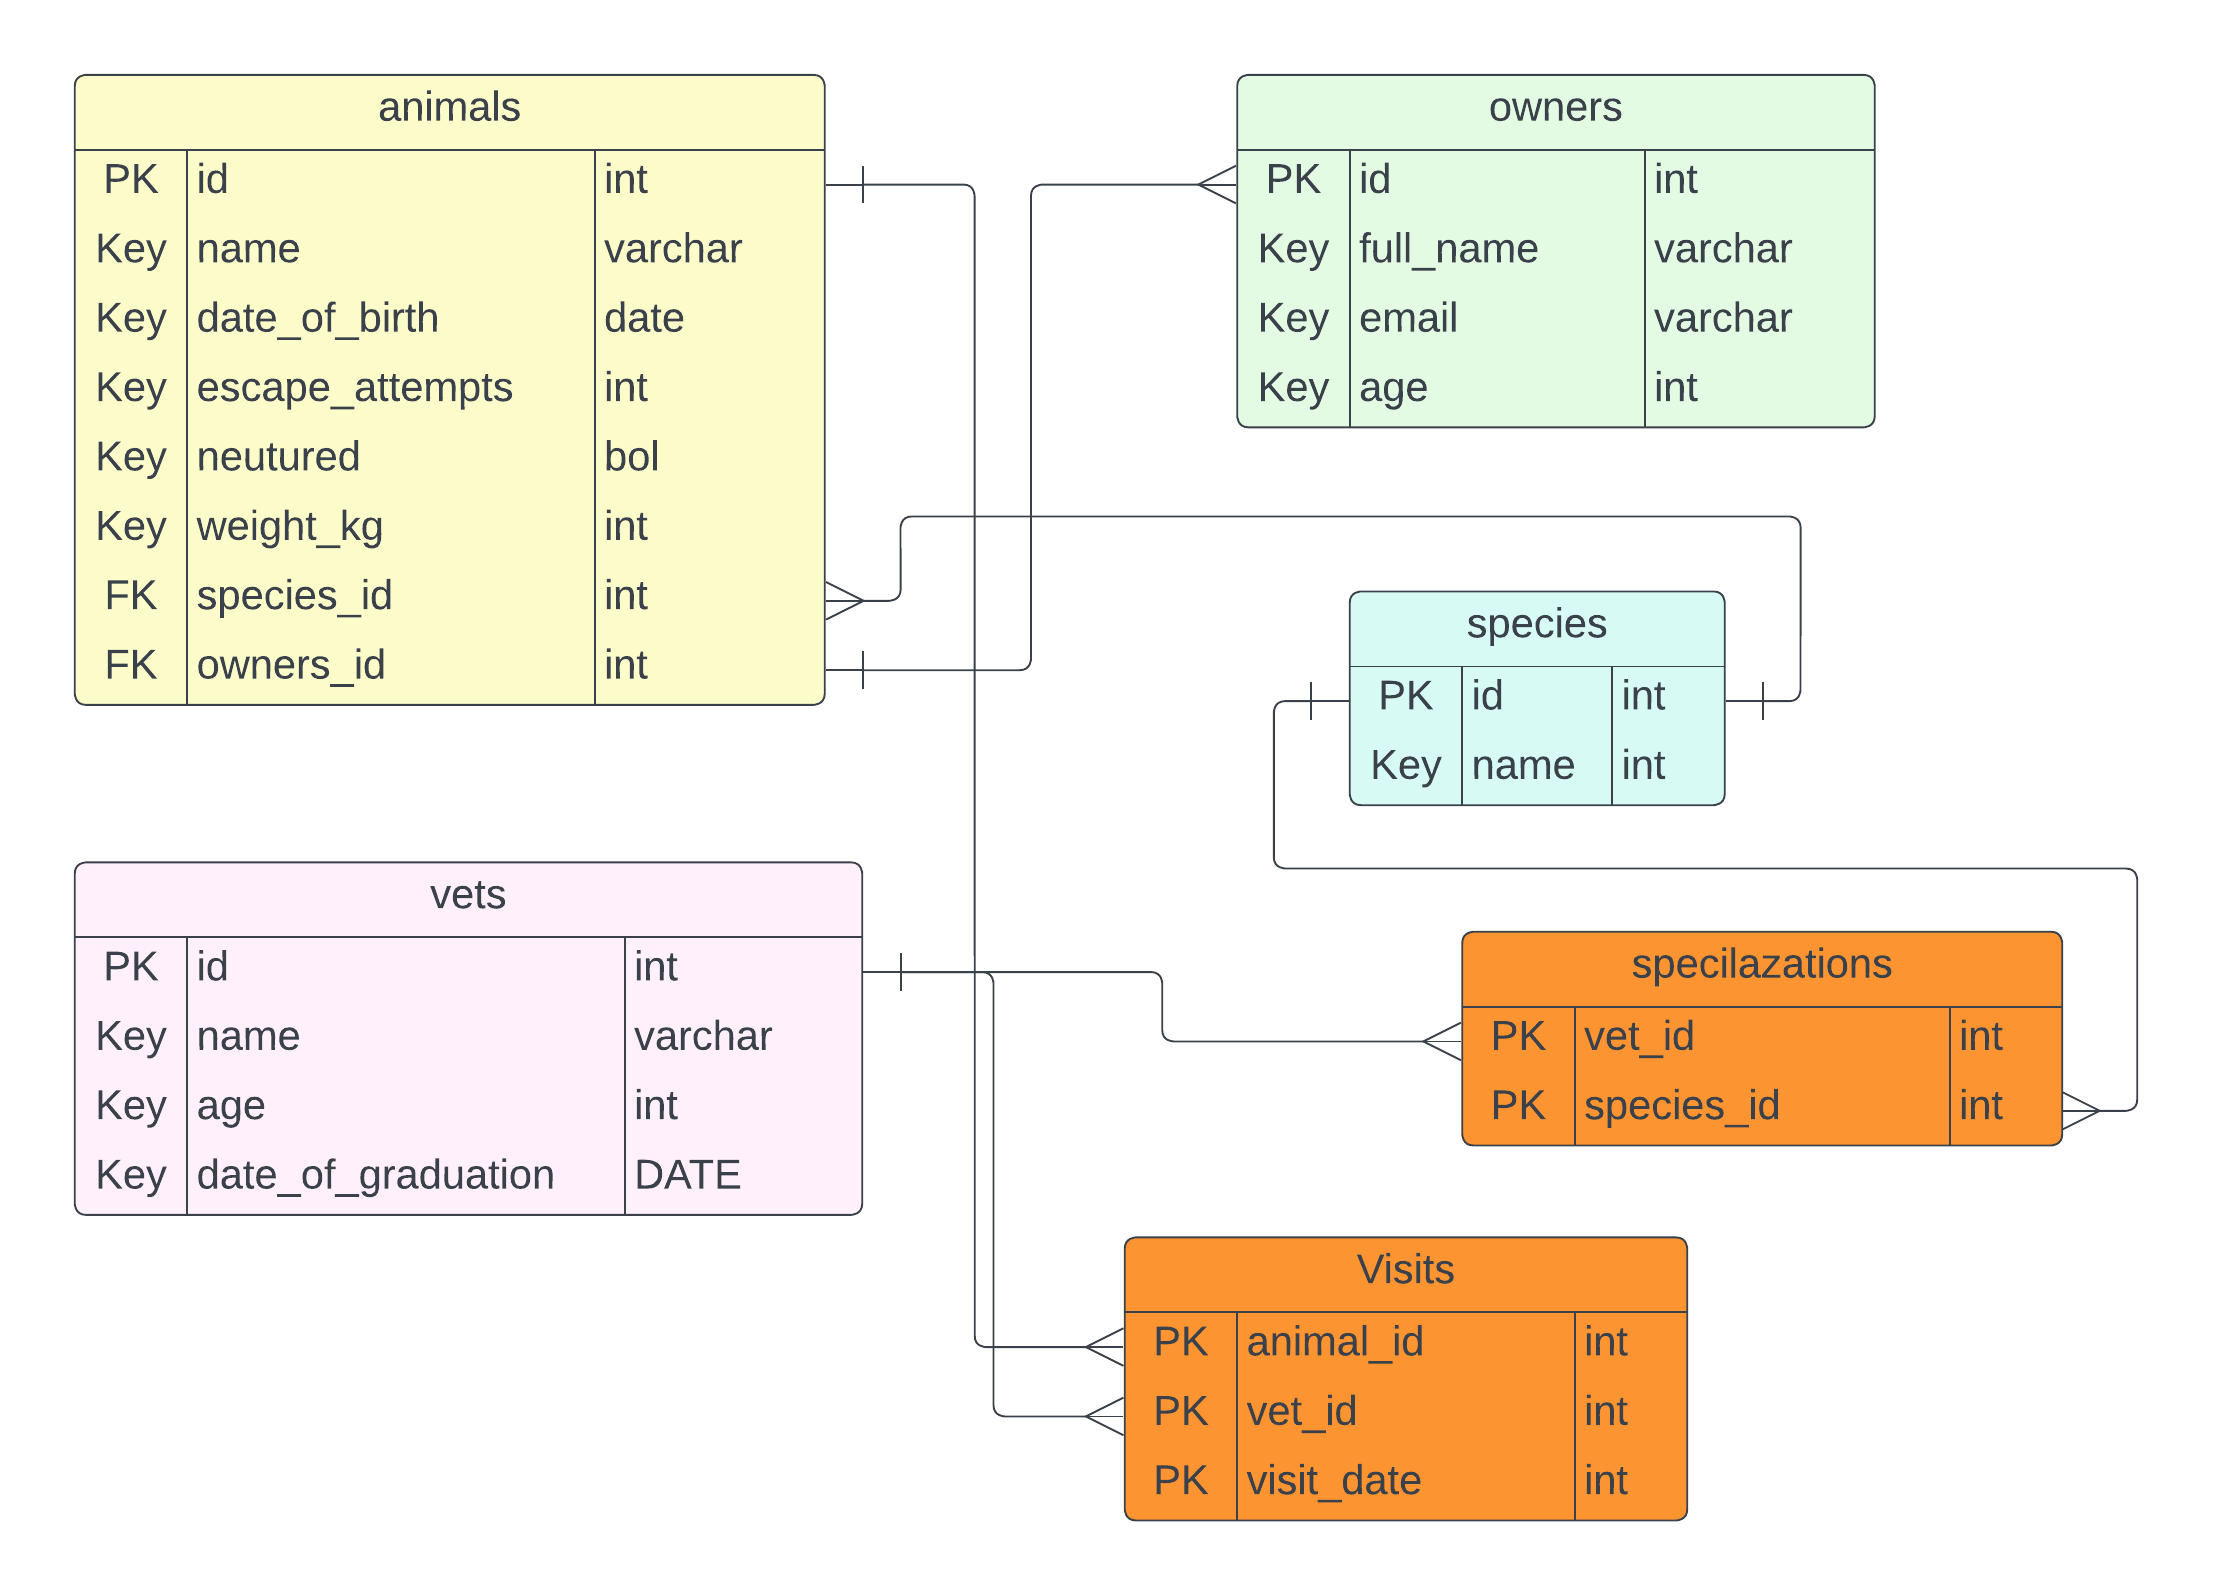 animals
PK id int
Key name varchar
Key date_of_birth date
Key escape_attempts int
Key neutured bol
Key weight_kg int
FK species_id int
FK owners_id int
owners
PK id int
Key full_name varchar
Key email varchar
Key age int
species
PK id int
Key name int
vets
PK id int
Key name varchar
Key age int
Key date_of_graduation DATE
specilazations
PK vet_id int
PK species_id int
Visits
PK animal_id int
PK vet_id int
PK visit_date int